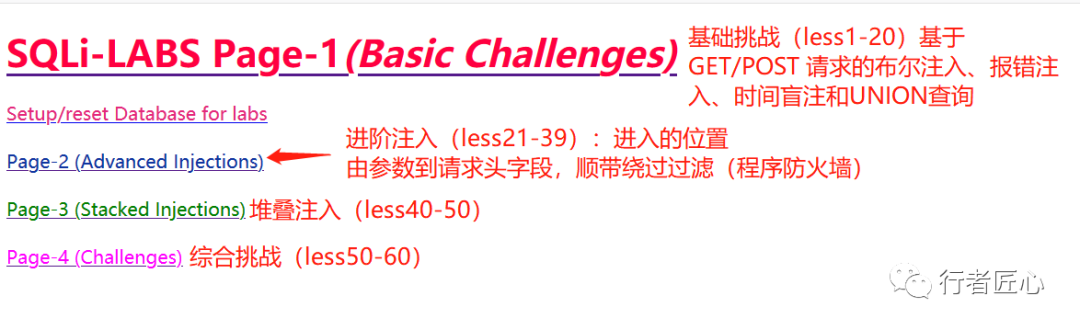 SQLi-LABS Page-1(Basic Challenges)
基础挑战（less1-20）基于
GET/POST 请求的布尔注入、报错注
入、时间盲注和UNION查询
Setup/reset Database for labs
Page-2 (Advanced Injections)
进阶注入（less21-39）：进入的位置
由参数到请求头字段，顺带绕过过滤（程序防火墙）
Page-3 (Stacked Injections)
堆叠注入（less40-50）
Page-4 (Challenges)
综合挑战（less50-60）
行者匠心